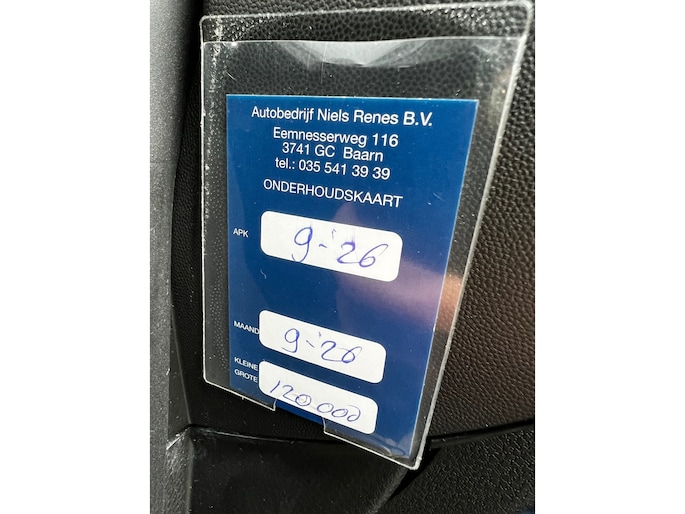 Autobedrijf Niels Renes B.V.
Eemnesserweg 116
3741 GC Baarn
tel.: 035 541 39 39
ONDERHOUDSKAART
APK 9-'26
MAAND 9-'26
KLEINE
GROTE 120.000